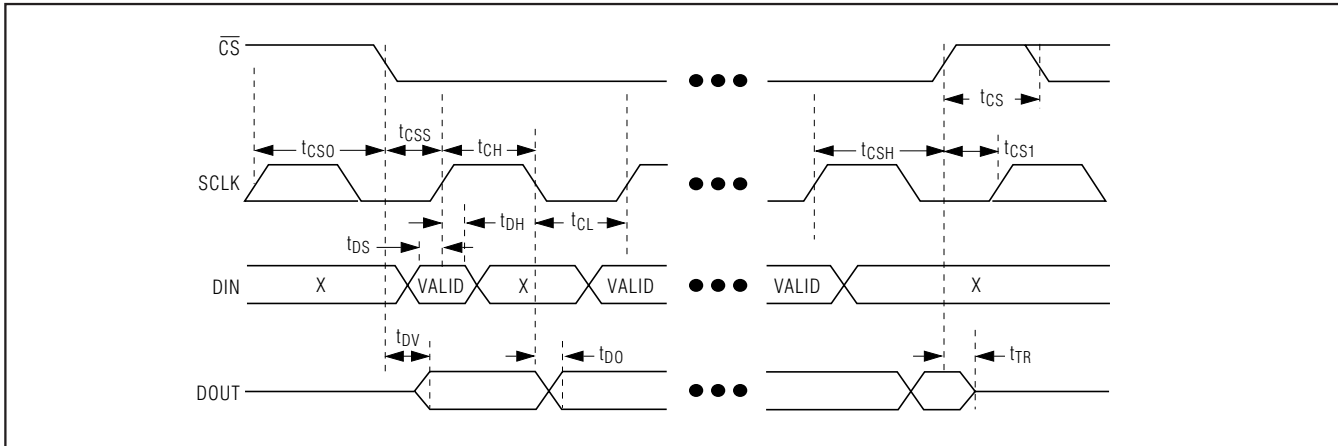 CS
tCS
tCSO tCSS tCH tCSH tCS1
SCLK
tDH tCL
tDS
DIN X VALID X VALID VALID X
tDV tDO tTR
DOUT